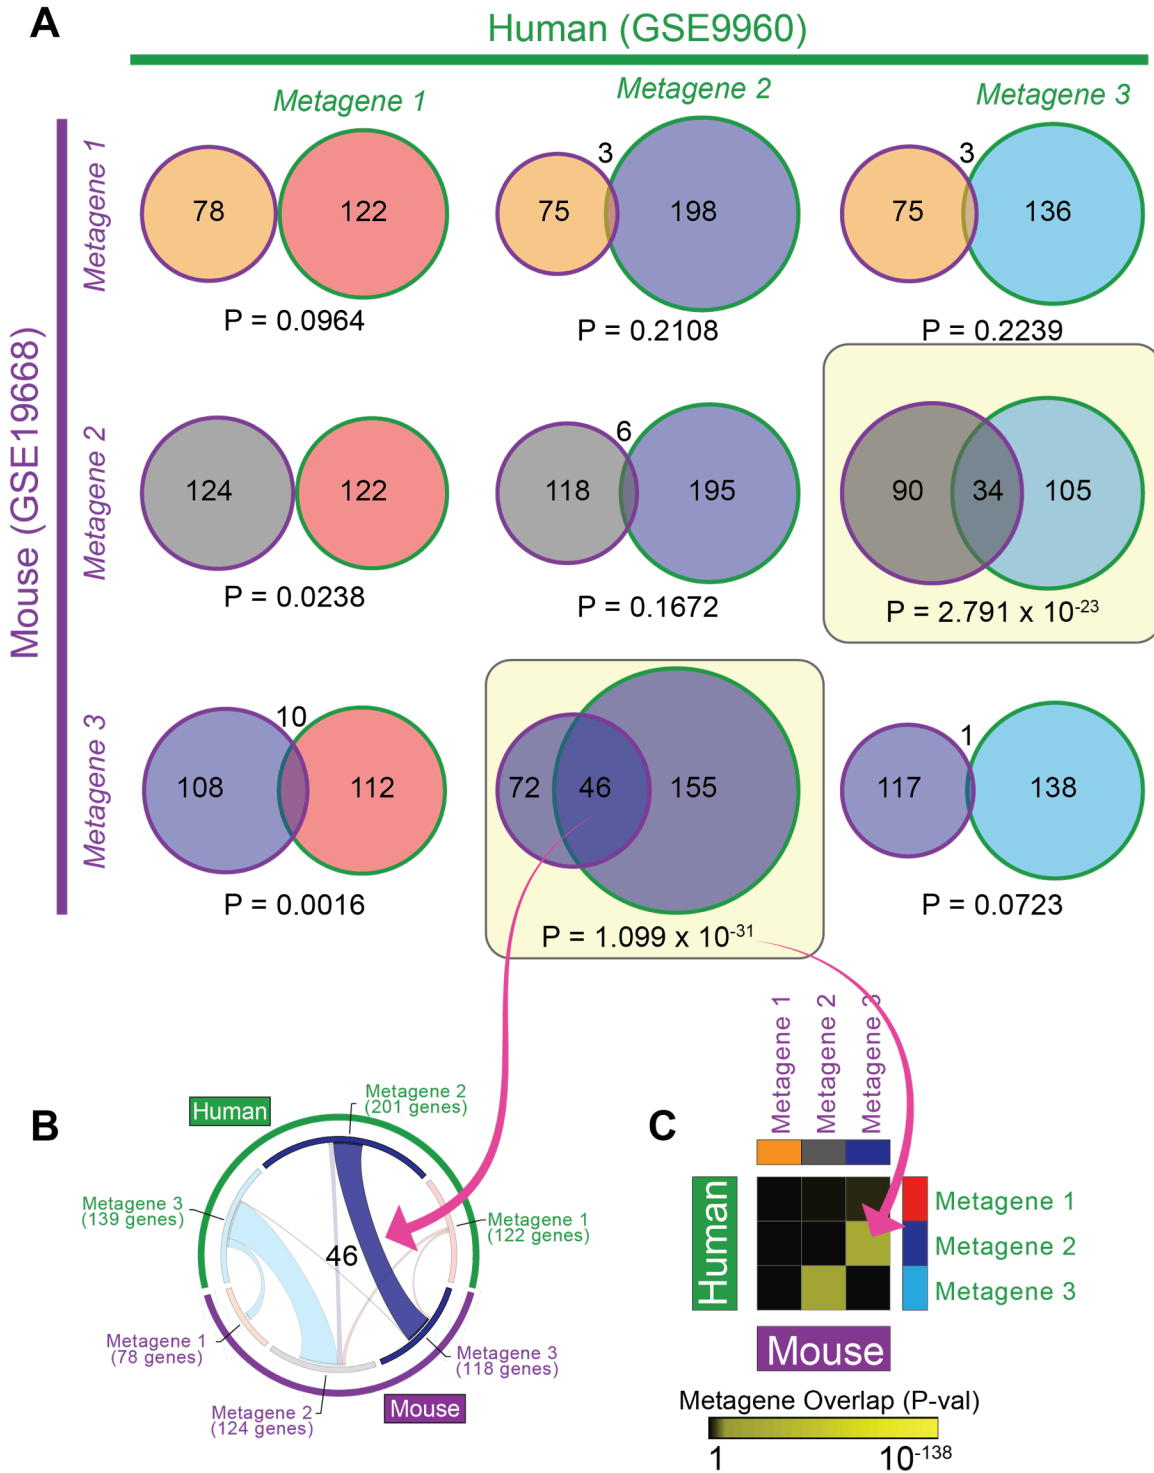 A
Human (GSE9960)
Metagene 1
Metagene 2
Metagene 3
Mouse (GSE19668)
Metagene 1
78
122
P = 0.0964
75
3
198
P = 0.2108
75
3
136
P = 0.2239
Metagene 2
124
122
P = 0.0238
118
6
195
P = 0.1672
90
34
105
P = 2.791 x 10-23
Metagene 3
108
10
112
P = 0.0016
72
46
155
P = 1.099 x 10-31
117
1
138
P = 0.0723
B
Human
Metagene 2
(201 genes)
Metagene 3
(139 genes)
Metagene 1
(122 genes)
46
Metagene 1
(78 genes)
Metagene 3
(118 genes)
Metagene 2
(124 genes)
Mouse
C
Metagene 1
Metagene 2
Metagene 3
Human
Metagene 1
Metagene 2
Metagene 3
Mouse
Metagene Overlap (P-val)
1
10-138